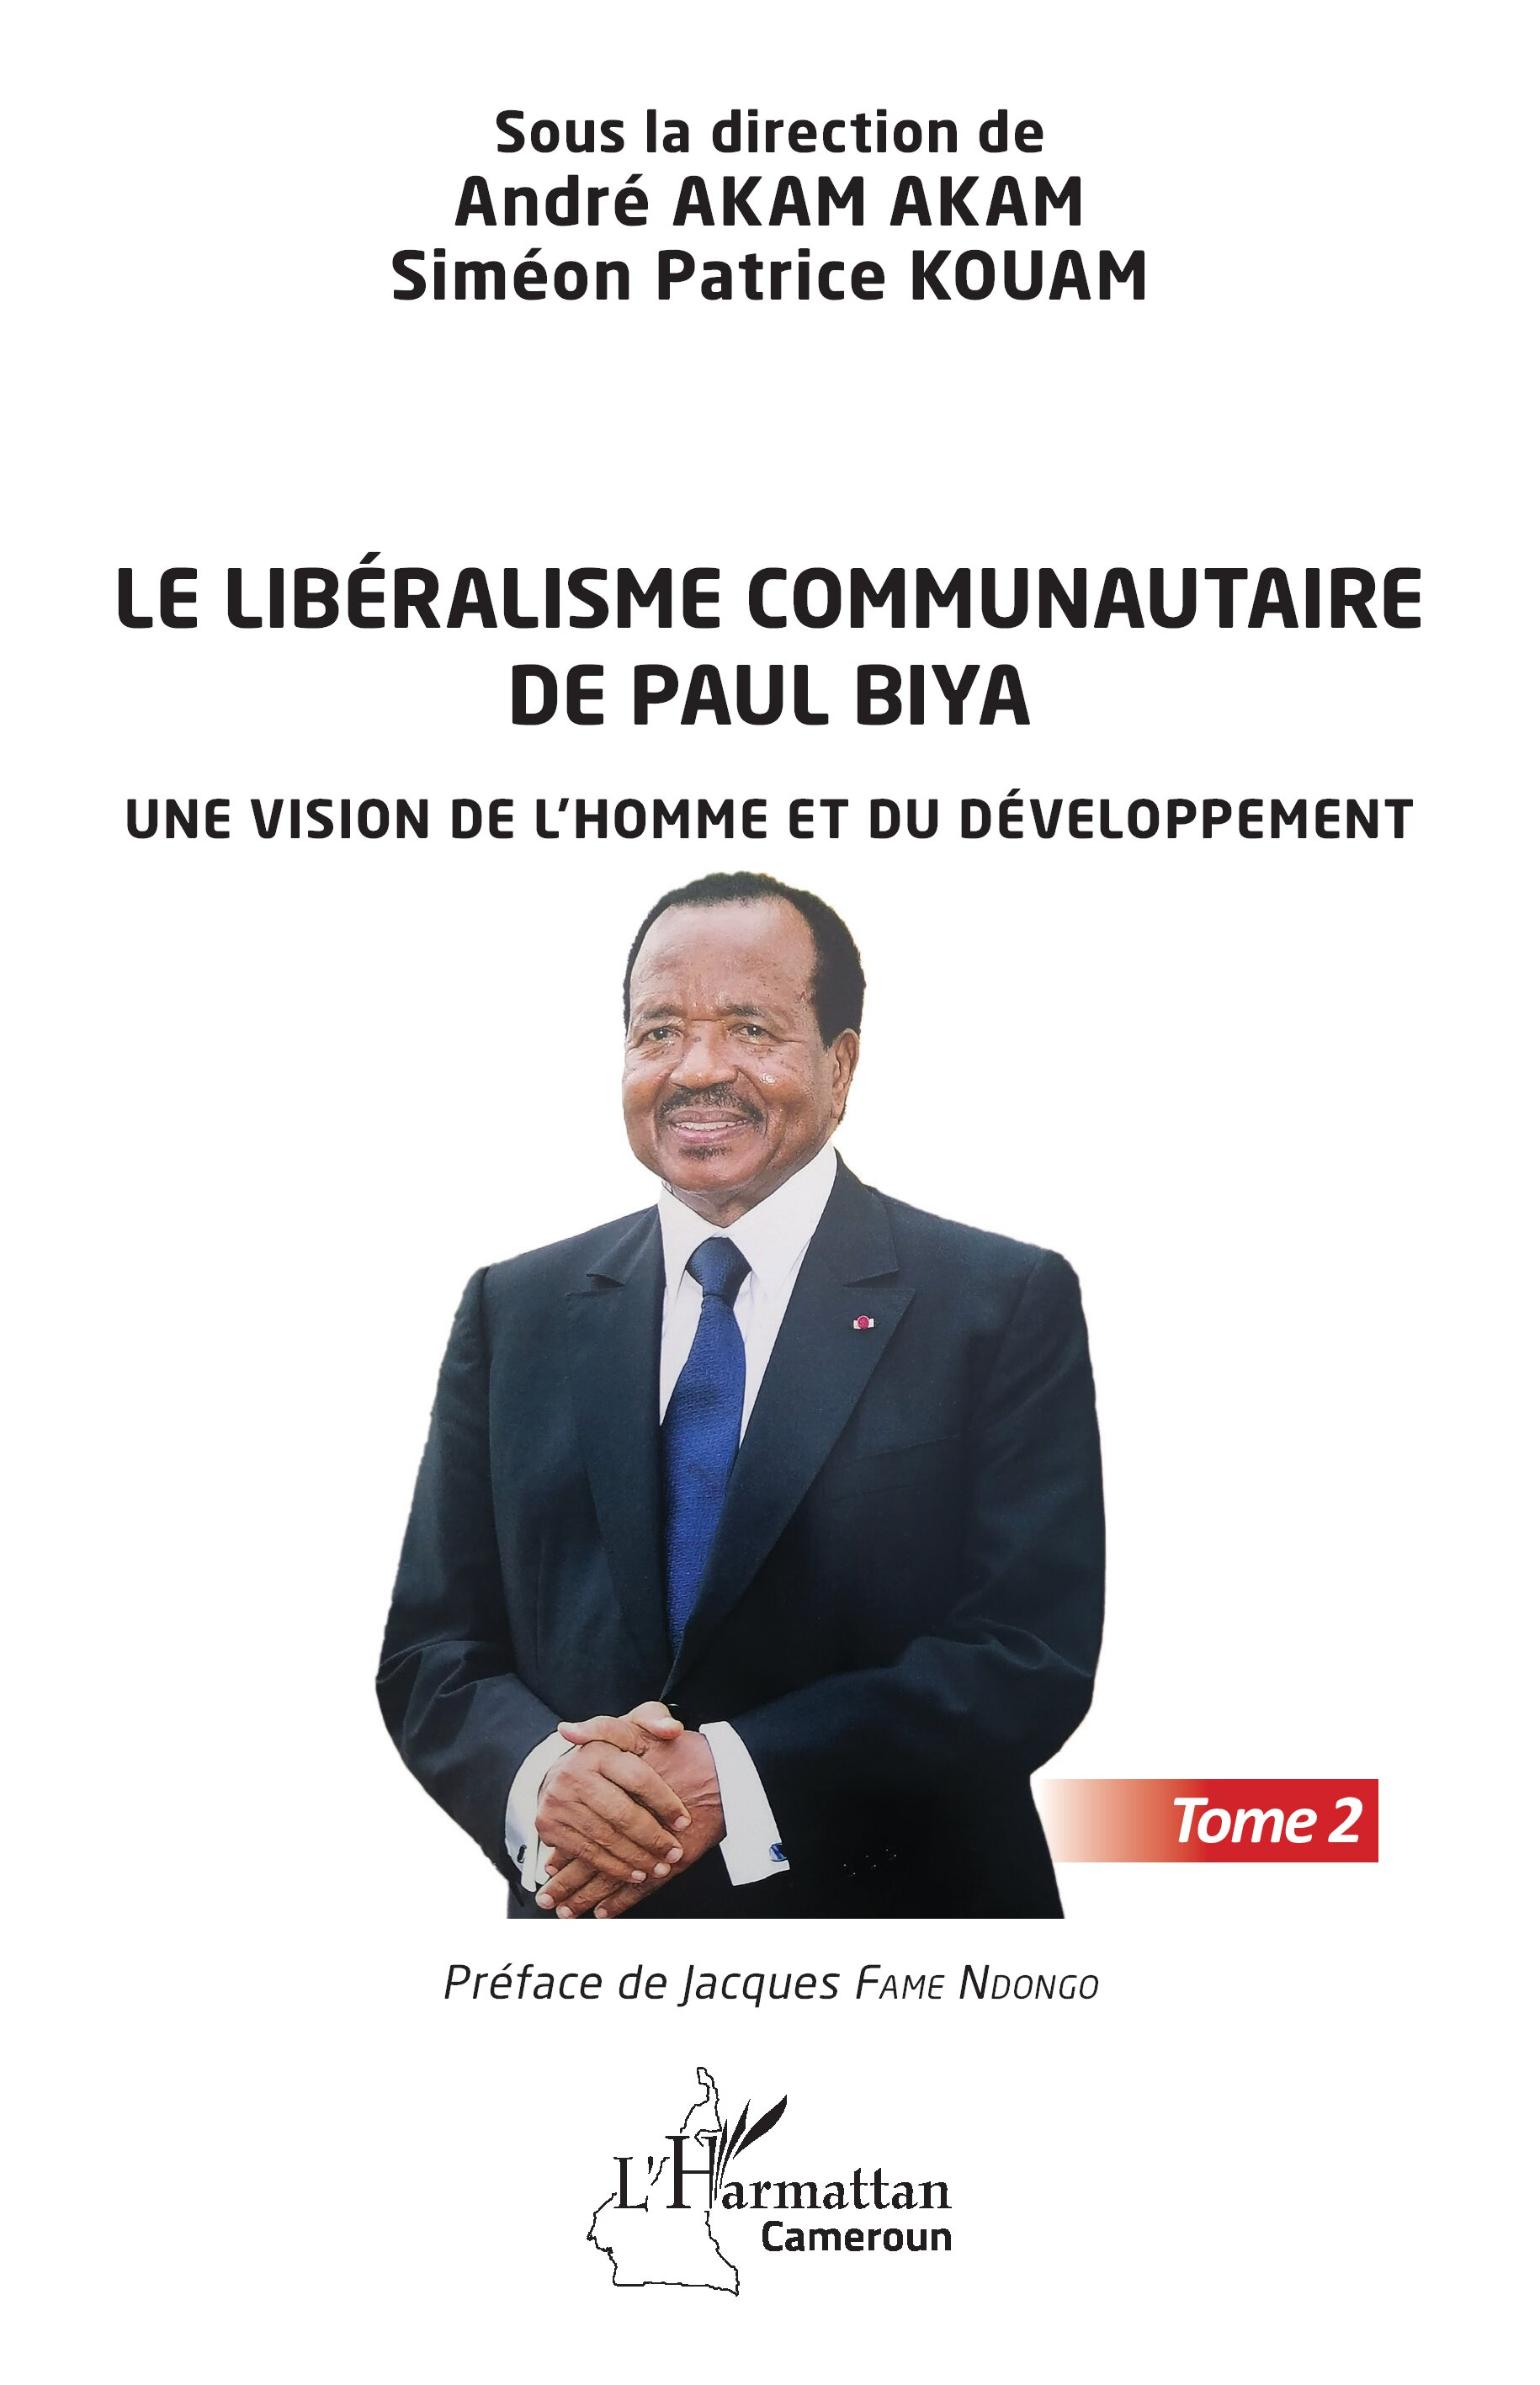 Sous la direction de
André AKAM AKAM
Siméon Patrice KOUAM
LE LIBÉRALISME COMMUNAUTAIRE
DE PAUL BIYA
UNE VISION DE L’HOMME ET DU DÉVELOPPEMENT
Tome 2
Préface de Jacques FAME NDONGO
L'Harmattan
Cameroun